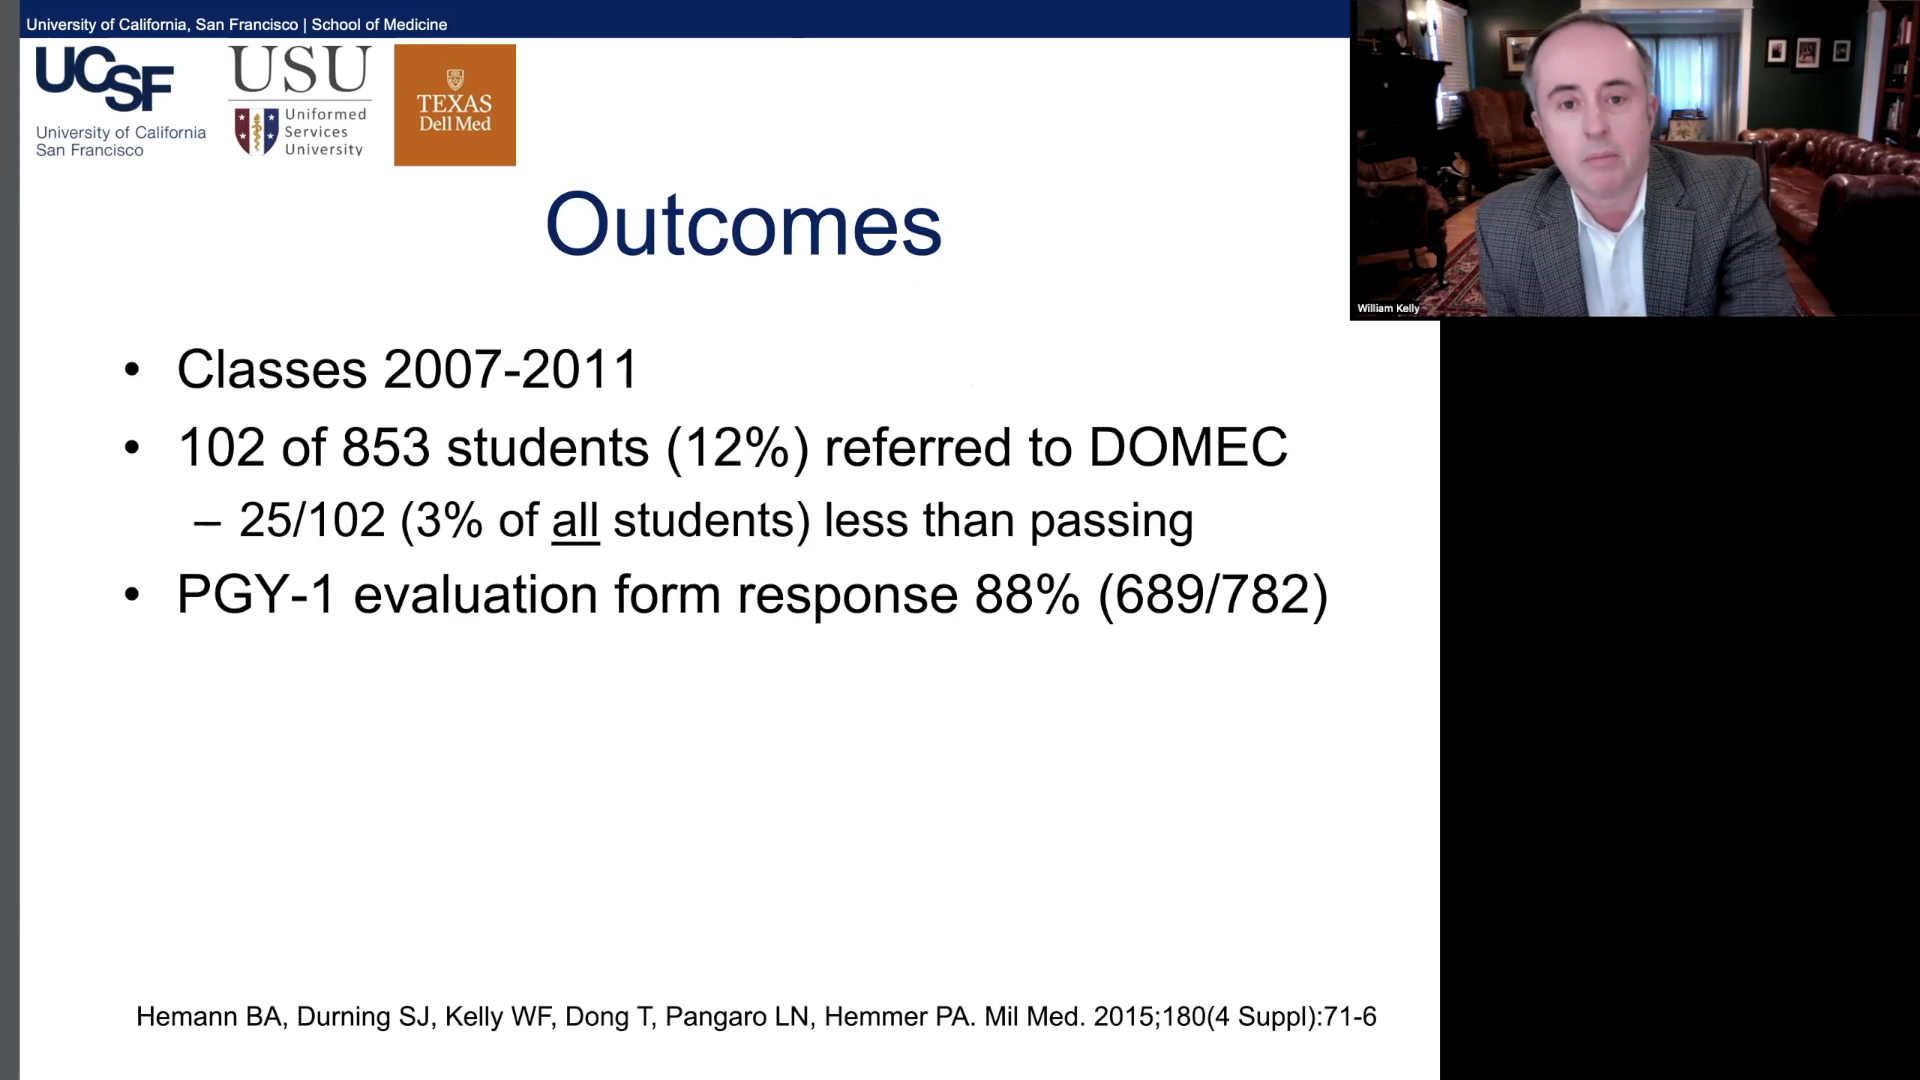 University of California, San Francisco | School of Medicine
UCSF
University of California
San Francisco
USU
Uniformed
Services
University
TEXAS
Dell Med
William Kelly
Outcomes
• Classes 2007-2011
• 102 of 853 students (12%) referred to DOMEC
– 25/102 (3% of all students) less than passing
• PGY-1 evaluation form response 88% (689/782)
Hemann BA, Durning SJ, Kelly WF, Dong T, Pangaro LN, Hemmer PA. Mil Med. 2015;180(4 Suppl):71-6